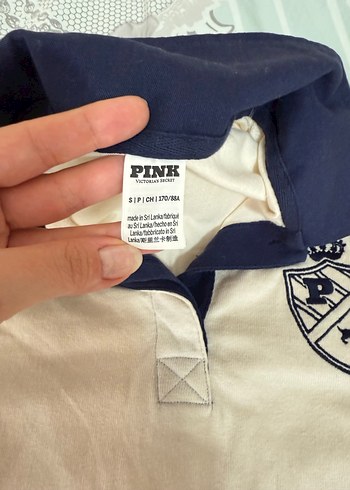 PINK
VICTORIA'S SECRET
S | P | CH | 170/88A
made in Sri Lanka/fabriqué
au Sri Lanka/hecho en Sri
Lanka/fabbricato in Sri
Lanka/斯里兰卡制造
P